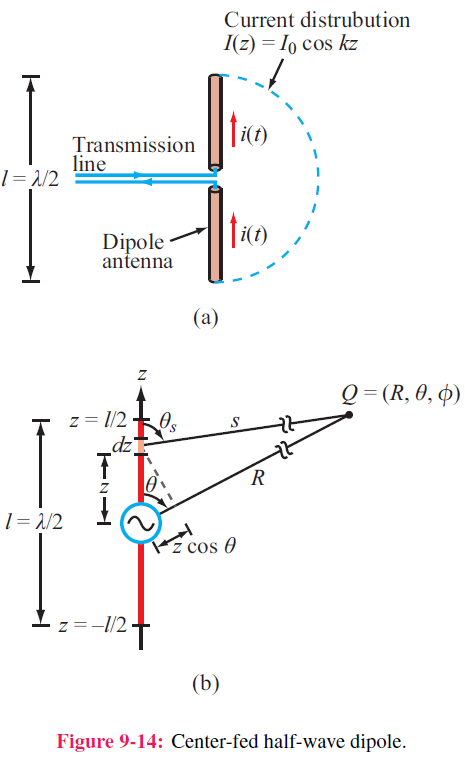 Current distrubution
I(z) = I₀ cos kz
i(t)
Transmission
line
l = λ/2
i(t)
Dipole
antenna
(a)
z
Q = (R, θ, ϕ)
z = l/2
θₛ
s
dz
θ
R
z
l = λ/2
z cos θ
z = −l/2
(b)
Figure 9-14: Center-fed half-wave dipole.